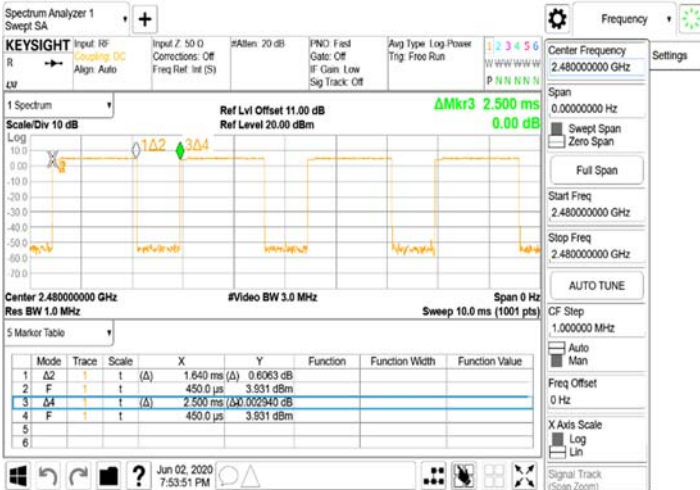 Spectrum Analyzer 1
Swept SA
+
Frequency
KEYSIGHT
R
Input: RF
Coupling: DC
Align: Auto
Input Z: 50 Ω
Corrections: Off
Freq Ref: Int (S)
#Atten: 20 dB
PNO: Fast
Gate: Off
IF Gain: Low
Sig Track: Off
Avg Type: Log-Power
Trig: Free Run
1 2 3 4 5 6
W W W W W W
P N N N N N
Center Frequency
2.480000000 GHz
Settings
Span
0.00000000 Hz
Swept Span
Zero Span
Full Span
Start Freq
2.480000000 GHz
Stop Freq
2.480000000 GHz
AUTO TUNE
CF Step
1.000000 MHz
Auto
Man
Freq Offset
0 Hz
X Axis Scale
Log
Lin
Signal Track
(Span Zoom)
1 Spectrum
Scale/Div 10 dB
Ref Lvl Offset 11.00 dB
Ref Level 20.00 dBm
ΔMkr3 2.500 ms
0.00 dB
Log
10.0
0.00
-10.0
-20.0
-30.0
-40.0
-50.0
-60.0
-70.0
1Δ2
3Δ4
Center 2.480000000 GHz
Res BW 1.0 MHz
#Video BW 3.0 MHz
Span 0 Hz
Sweep 10.0 ms (1001 pts)
5 Marker Table
Mode Trace Scale X Y Function Function Width Function Value
1 Δ2 1 t (Δ) 1.640 ms (Δ) 0.6063 dB
2 F 1 t 450.0 µs 3.931 dBm
3 Δ4 1 t (Δ) 2.500 ms (Δ) -0.002940 dB
4 F 1 t 450.0 µs 3.931 dBm
5
6
?
Jun 02, 2020
7:53:51 PM